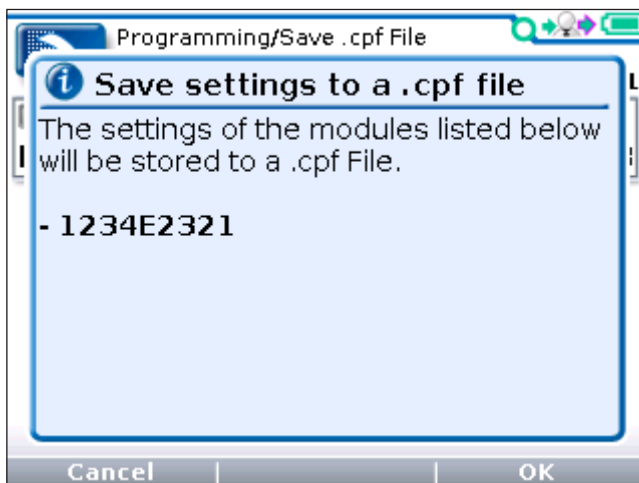 Programming/Save .cpf File
Save settings to a .cpf file
The settings of the modules listed below
will be stored to a .cpf File.
- 1234E2321
Cancel
OK